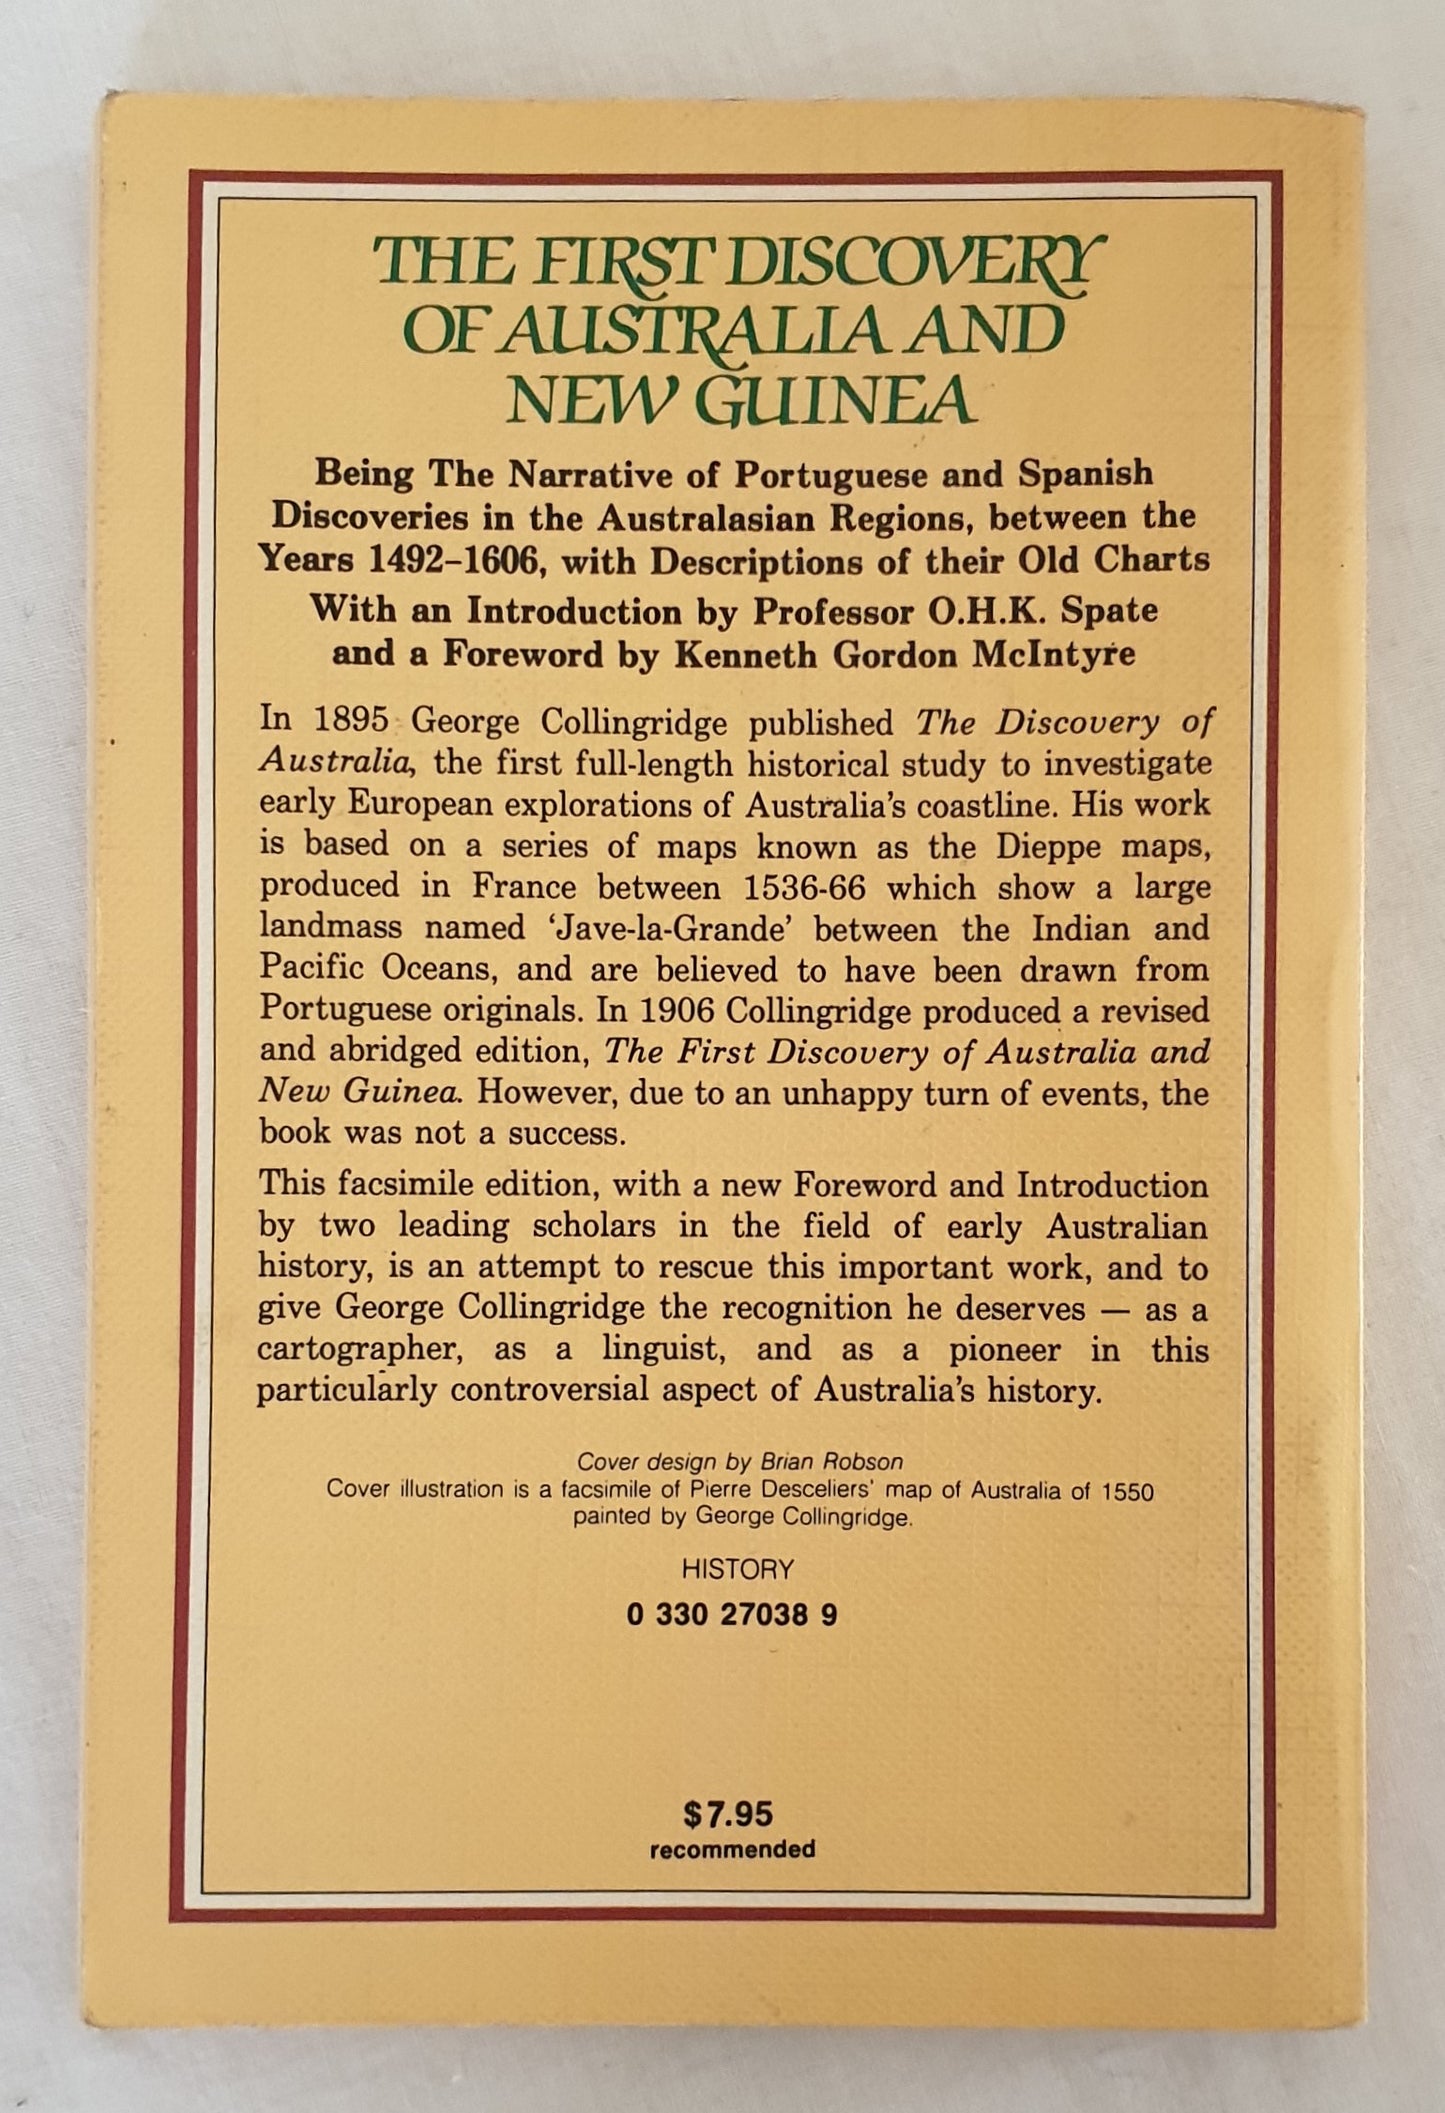 THE FIRST DISCOVERY
OF AUSTRALIA AND
NEW GUINEA
Being The Narrative of Portuguese and Spanish
Discoveries in the Australasian Regions, between the
Years 1492–1606, with Descriptions of their Old Charts
With an Introduction by Professor O.H.K. Spate
and a Foreword by Kenneth Gordon McIntyre
In 1895 George Collingridge published The Discovery of
Australia, the first full-length historical study to investigate
early European explorations of Australia's coastline. His work
is based on a series of maps known as the Dieppe maps,
produced in France between 1536-66 which show a large
landmass named 'Jave-la-Grande' between the Indian and
Pacific Oceans, and are believed to have been drawn from
Portuguese originals. In 1906 Collingridge produced a revised
and abridged edition, The First Discovery of Australia and
New Guinea. However, due to an unhappy turn of events, the
book was not a success.
This facsimile edition, with a new Foreword and Introduction
by two leading scholars in the field of early Australian
history, is an attempt to rescue this important work, and to
give George Collingridge the recognition he deserves — as a
cartographer, as a linguist, and as a pioneer in this
particularly controversial aspect of Australia's history.
Cover design by Brian Robson
Cover illustration is a facsimile of Pierre Desceliers' map of Australia of 1550
painted by George Collingridge.
HISTORY
0 330 27038 9
$7.95
recommended